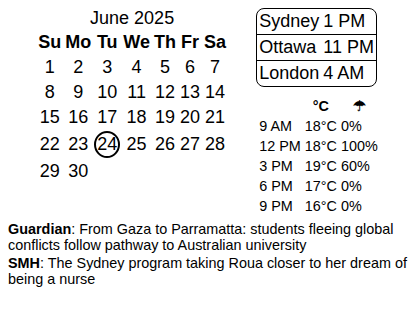 June 2025
Su Mo Tu We Th Fr Sa
1 2 3 4 5 6 7
8 9 10 11 12 13 14
15 16 17 18 19 20 21
22 23 24 25 26 27 28
29 30
Sydney 1 PM
Ottawa 11 PM
London 4 AM
°C ☂
9 AM 18°C 0%
12 PM 18°C 100%
3 PM 19°C 60%
6 PM 17°C 0%
9 PM 16°C 0%
Guardian: From Gaza to Parramatta: students fleeing global
conflicts follow pathway to Australian university
SMH: The Sydney program taking Roua closer to her dream of
being a nurse